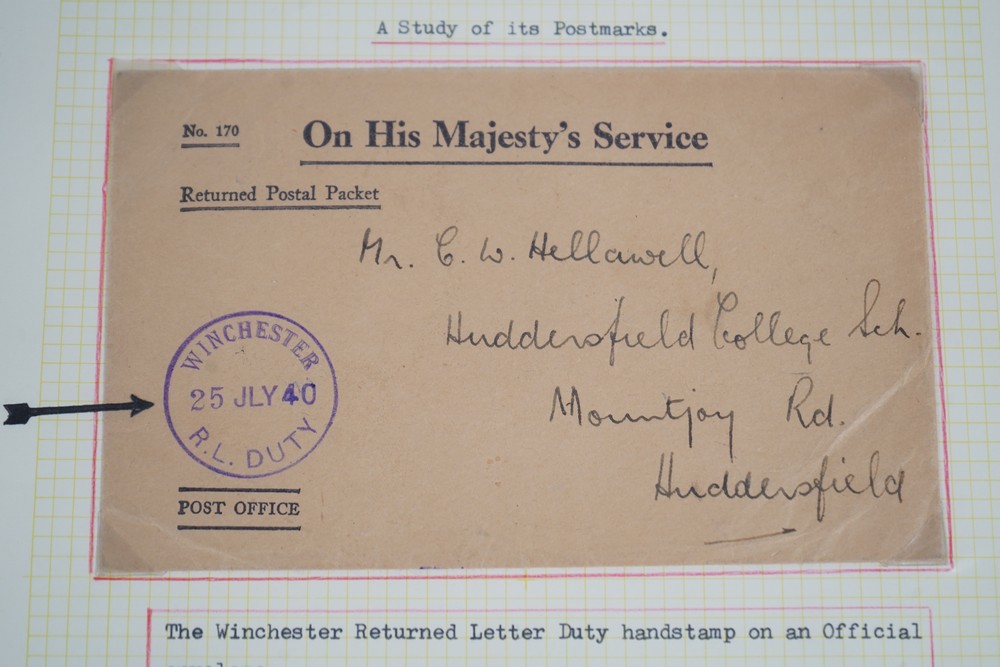 A Study of its Postmarks.
No. 170
On His Majesty's Service
Returned Postal Packet
Mr. C. W. Hellawell,
Huddersfield College Sch.
Mountjoy Rd.
Huddersfield
WINCHESTER
25 JLY 40
R.L. DUTY
POST OFFICE
The Winchester Returned Letter Duty handstamp on an Official